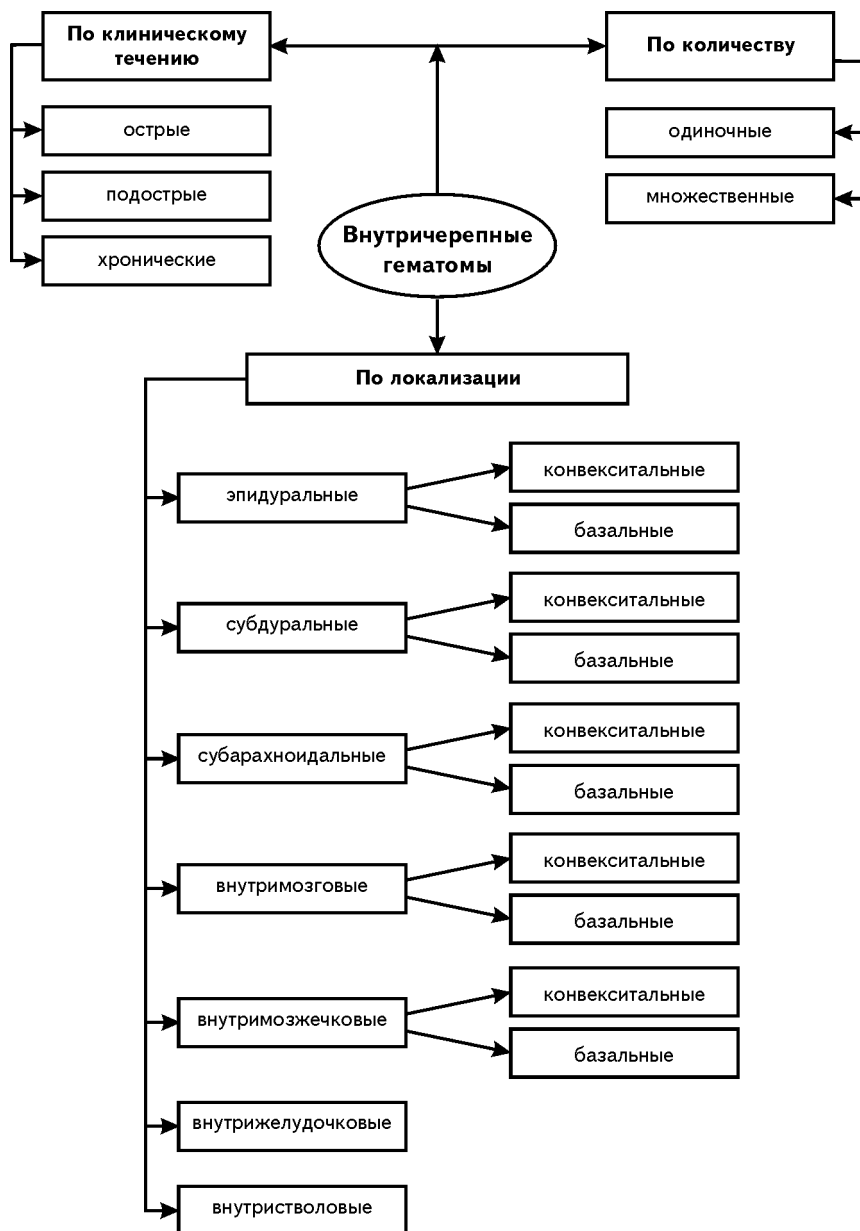 По клиническому
течению
По количеству
острые
одиночные
подострые
множественные
хронические
Внутричерепные
гематомы
По локализации
эпидуральные
конвекситальные
базальные
субдуральные
конвекситальные
базальные
субарахноидальные
конвекситальные
базальные
внутримозговые
конвекситальные
базальные
внутримозжечковые
конвекситальные
базальные
внутрижелудочковые
внутристволовые